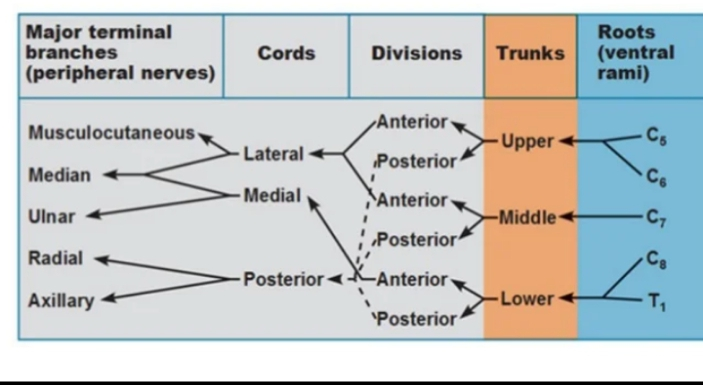 Major terminal
branches
(peripheral nerves)
Cords
Divisions
Trunks
Roots
(ventral
rami)
Musculocutaneous
Median
Ulnar
Radial
Axillary
Lateral
Medial
Posterior
Anterior
Posterior
Anterior
Posterior
Anterior
Posterior
Upper
Middle
Lower
C5
C6
C7
C8
T1